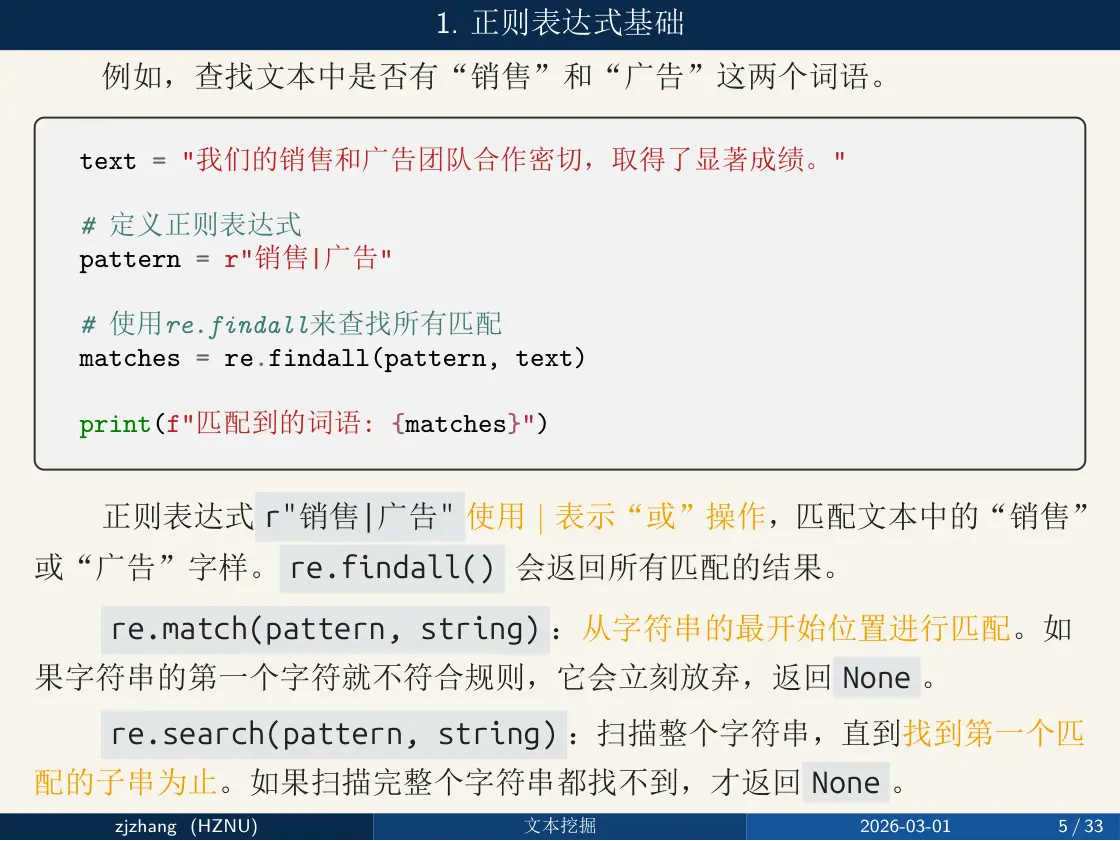 1. 正则表达式基础
例如，查找文本中是否有“销售”和“广告”这两个词语。
text = "我们的销售和广告团队合作密切，取得了显著成绩。"
# 定义正则表达式
pattern = r"销售|广告"
# 使用re.findall来查找所有匹配
matches = re.findall(pattern, text)
print(f"匹配到的词语: {matches}")
正则表达式 r"销售|广告" 使用 | 表示“或”操作，匹配文本中的“销售”
或“广告”字样。 re.findall() 会返回所有匹配的结果。
re.match(pattern, string) ：从字符串的最开始位置进行匹配。如
果字符串的第一个字符就不符合规则，它会立刻放弃，返回 None 。
re.search(pattern, string) ：扫描整个字符串，直到找到第一个匹
配的子串为止。如果扫描完整个字符串都找不到，才返回 None 。
zjzhang (HZNU) 文本挖掘 2026-03-01 5 / 33